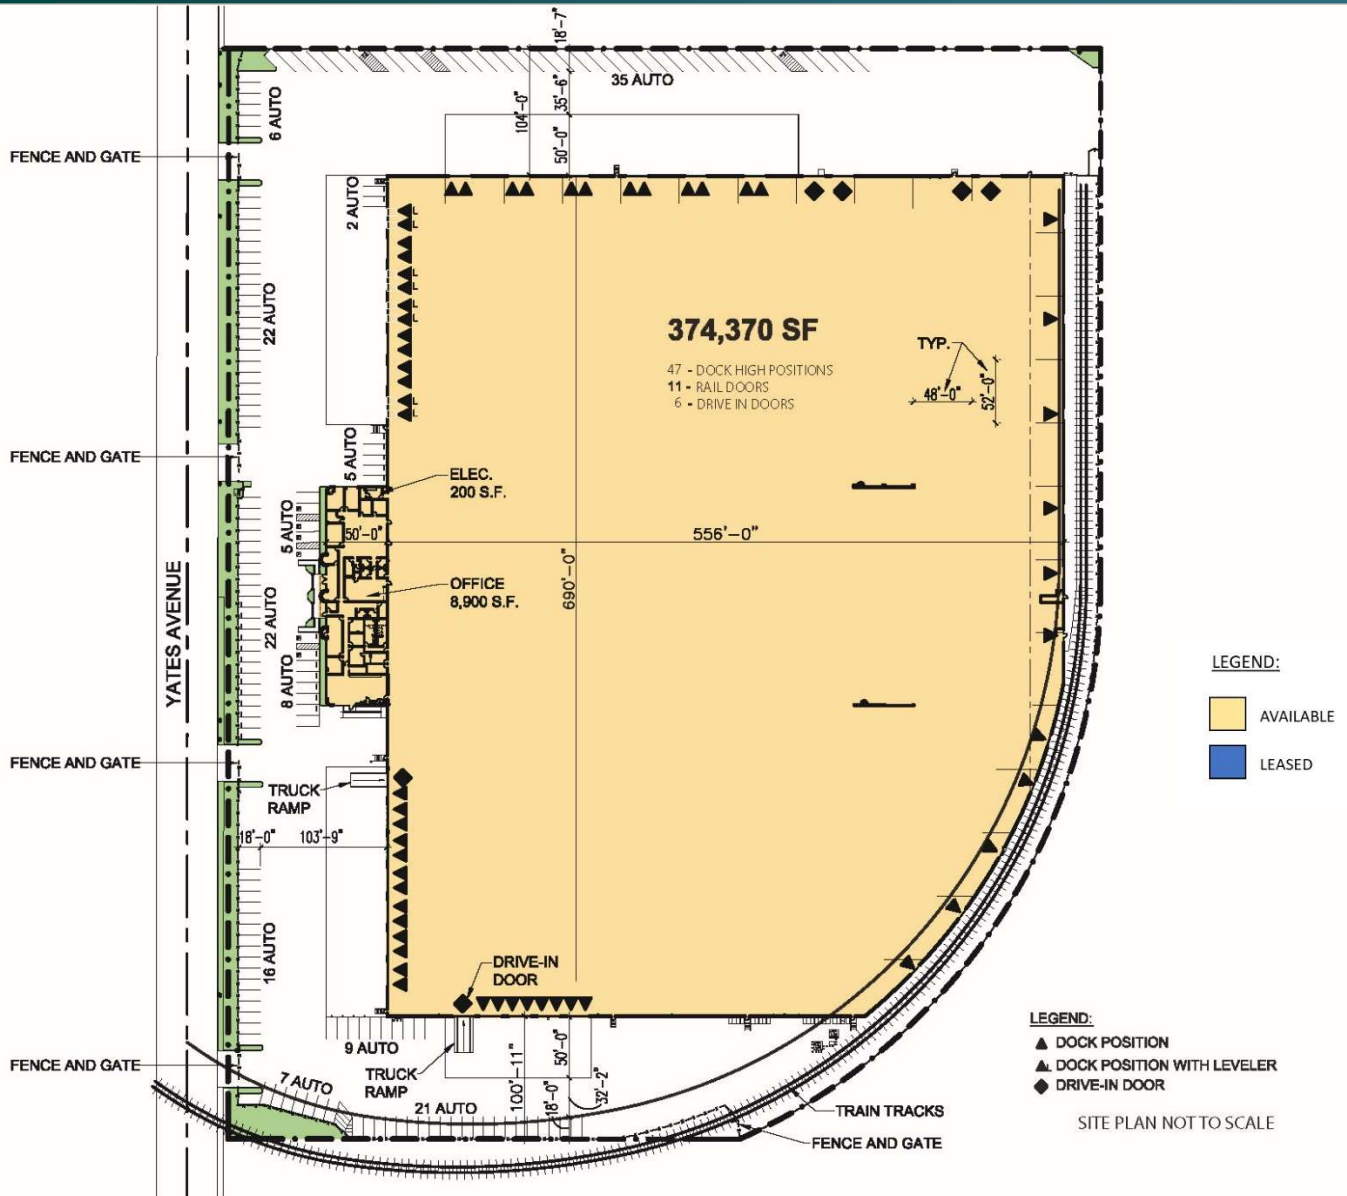 18'-7"
35 AUTO
104'-0"
35'-6"
50'-0"
6 AUTO
FENCE AND GATE
2 AUTO
22 AUTO
374,370 SF
47 - DOCK HIGH POSITIONS
11 - RAIL DOORS
6 - DRIVE IN DOORS
TYP.
48'-0"
52'-0"
FENCE AND GATE
5 AUTO
ELEC.
200 S.F.
5 AUTO
50'-0"
556'-0"
690'-0"
OFFICE
8,900 S.F.
YATES AVENUE
22 AUTO
8 AUTO
LEGEND:
AVAILABLE
LEASED
FENCE AND GATE
TRUCK
RAMP
18'-0"
103'-9"
16 AUTO
DRIVE-IN
DOOR
9 AUTO
TRUCK
RAMP
100'-11"
50'-0"
18'-0"
32'-2"
FENCE AND GATE
7 AUTO
21 AUTO
TRAIN TRACKS
FENCE AND GATE
LEGEND:
DOCK POSITION
DOCK POSITION WITH LEVELER
DRIVE-IN DOOR
SITE PLAN NOT TO SCALE